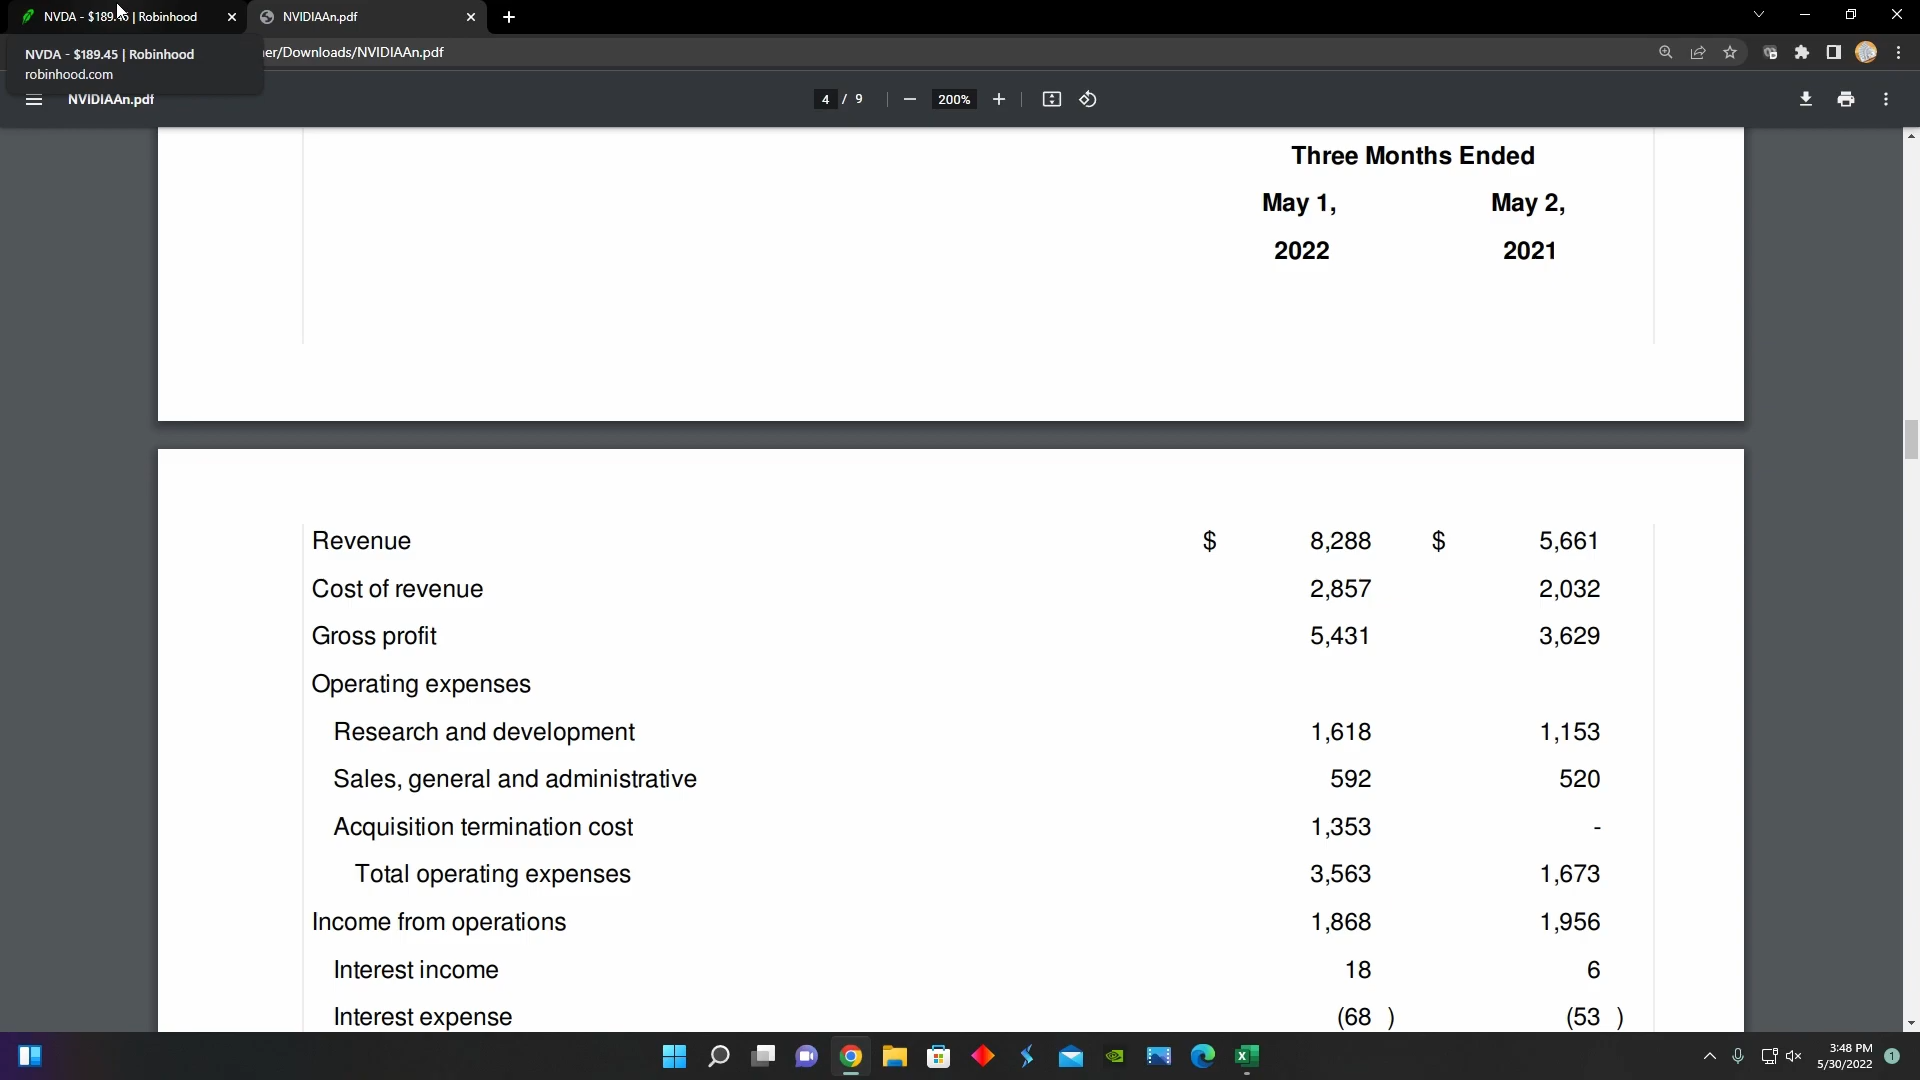 NVDA - $189.45 | Robinhood
NVIDIAAn.pdf
NVDA - $189.45 | Robinhood
robinhood.com
er/Downloads/NVIDIAAn.pdf
NVIDIAAn.pdf
4 / 9
200%
Three Months Ended
May 1, May 2,
2022 2021
Revenue $ 8,288 $ 5,661
Cost of revenue 2,857 2,032
Gross profit 5,431 3,629
Operating expenses
Research and development 1,618 1,153
Sales, general and administrative 592 520
Acquisition termination cost 1,353 -
Total operating expenses 3,563 1,673
Income from operations 1,868 1,956
Interest income 18 6
Interest expense (68 ) (53 )
3:48 PM
5/30/2022
1